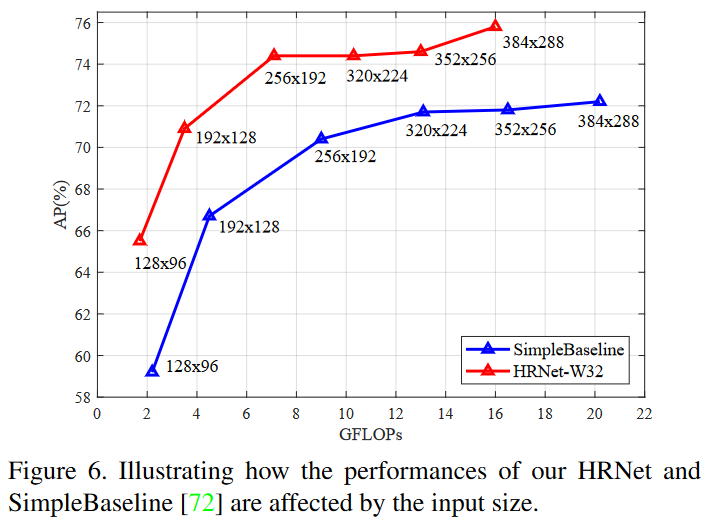 76
74
72
70
68
66
64
62
60
58
AP(%)
384x288
352x256
320x224
256x192
192x128
128x96
384x288
352x256
320x224
256x192
192x128
128x96
SimpleBaseline
HRNet-W32
0 2 4 6 8 10 12 14 16 18 20 22
GFLOPs
Figure 6. Illustrating how the performances of our HRNet and
SimpleBaseline [72] are affected by the input size.